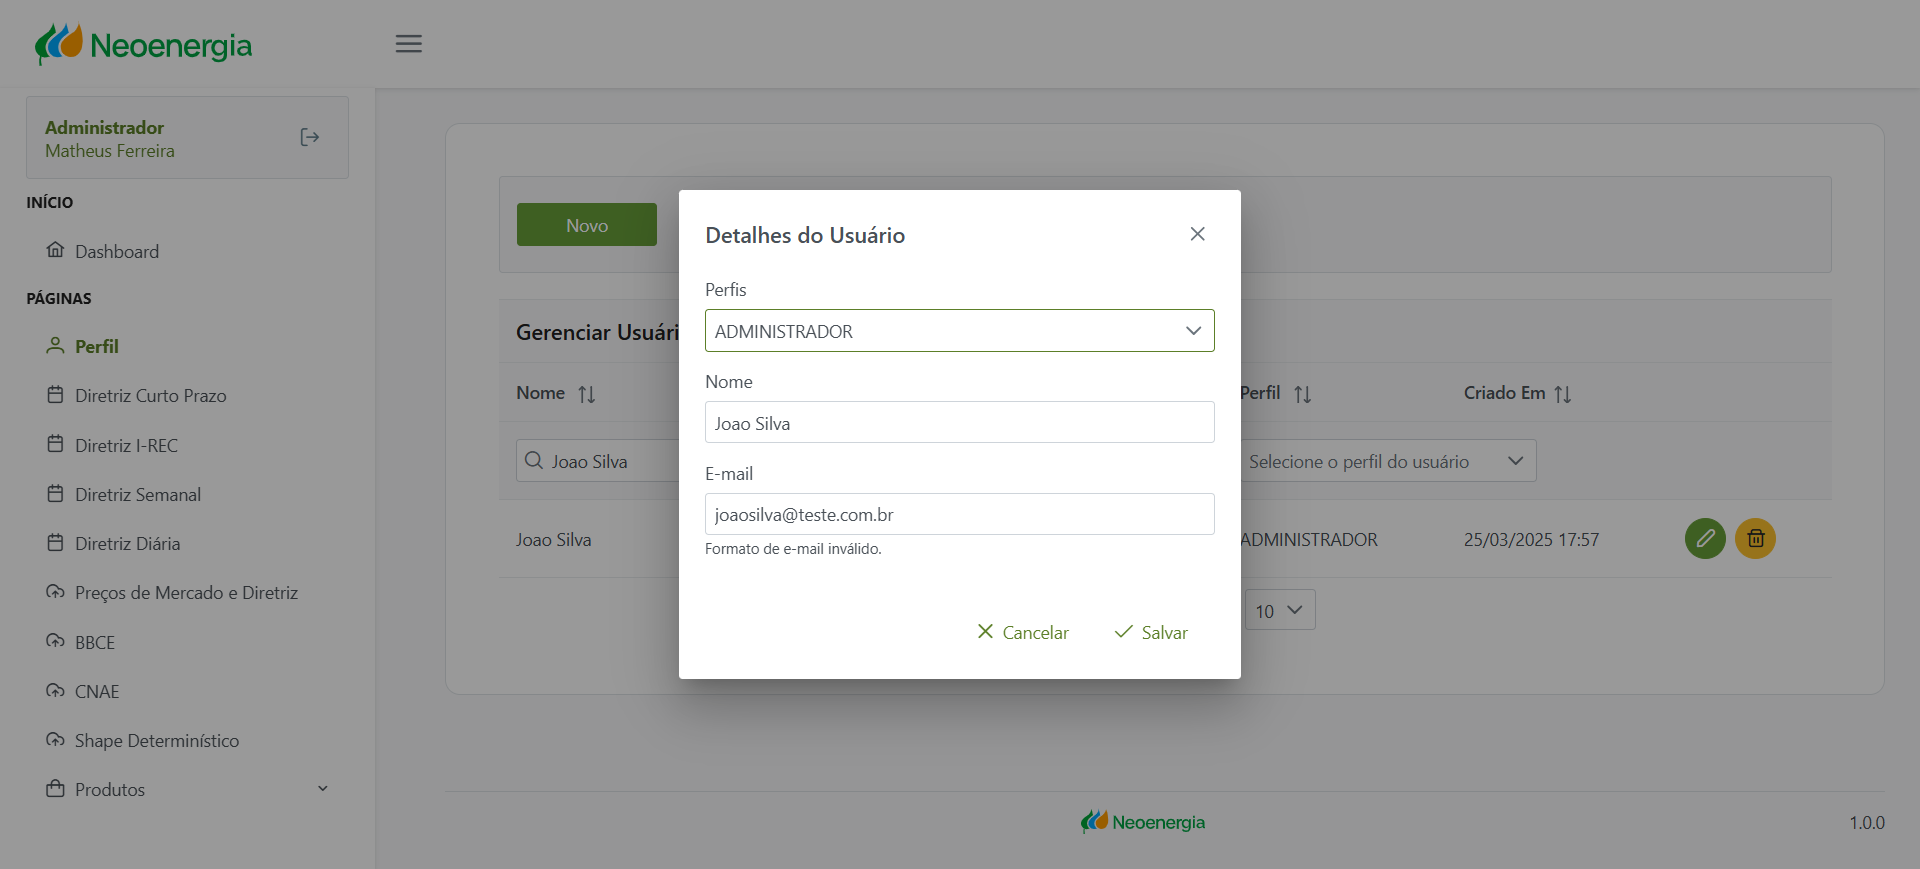 Neoenergia
Administrador
Matheus Ferreira
INÍCIO
Dashboard
PÁGINAS
Perfil
Diretriz Curto Prazo
Diretriz I-REC
Diretriz Semanal
Diretriz Diária
Preços de Mercado e Diretriz
BBCE
CNAE
Shape Determinístico
Produtos
Novo
Gerenciar Usuári
Nome
Perfil
Criado Em
Joao Silva
Selecione o perfil do usuário
Joao Silva
ADMINISTRADOR
25/03/2025 17:57
10
Detalhes do Usuário
Perfis
ADMINISTRADOR
Nome
Joao Silva
E-mail
joaosilva@teste.com.br
Formato de e-mail inválido.
Cancelar
Salvar
Neoenergia
1.0.0